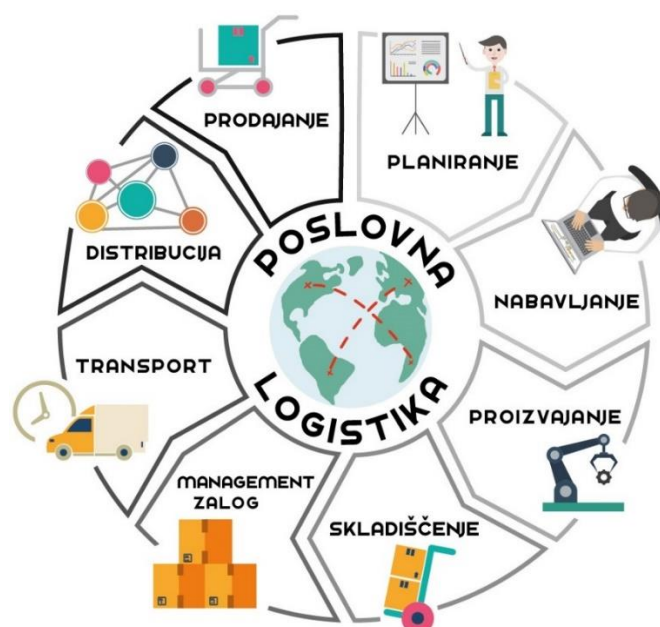 POSLOVNA
LOGISTIKA
PLANIRANJE
NABAVLJANJE
PROIZVAJANJE
SKLADIŠČENJE
MANAGEMENT
ZALOG
TRANSPORT
DISTRIBUCIJA
PRODAJANJE